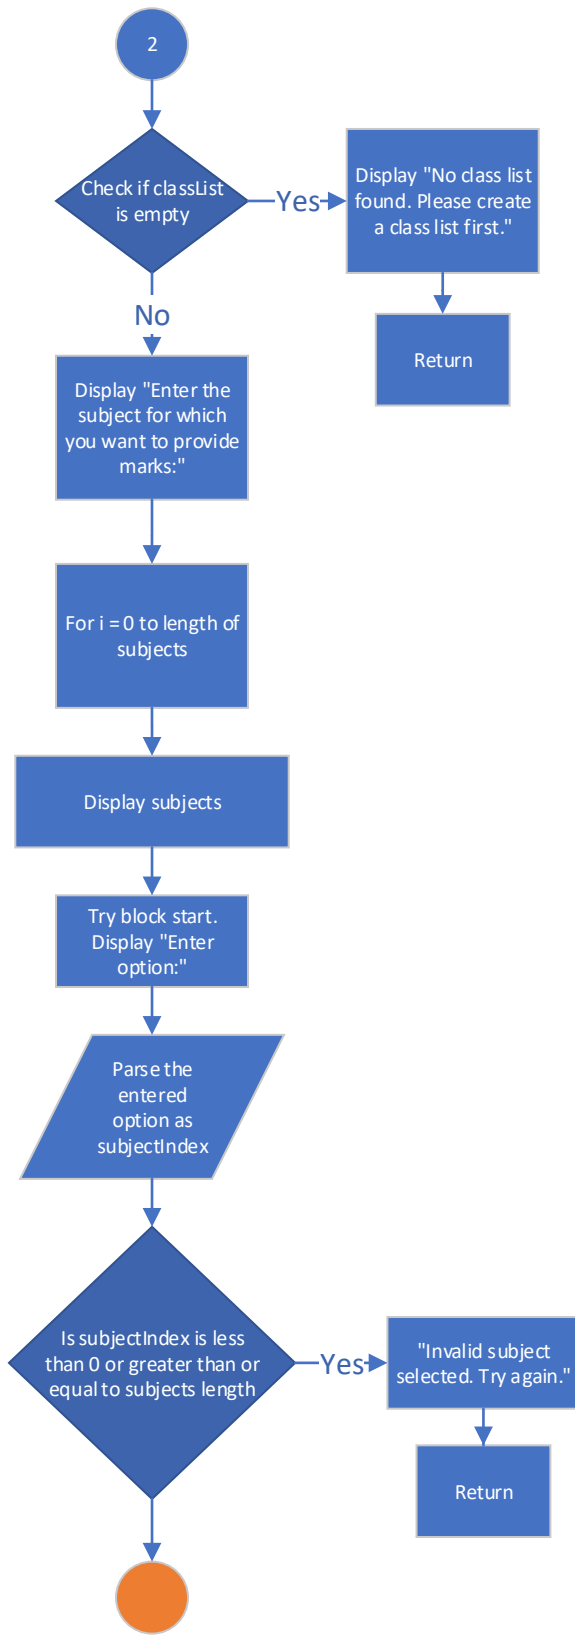 2
Check if classList
is empty
Yes
Display "No class list
found. Please create
a class list first."
Return
No
Display "Enter the
subject for which
you want to provide
marks:"
For i = 0 to length of
subjects
Display subjects
Try block start.
Display "Enter
option:"
Parse the
entered
option as
subjectIndex
Is subjectIndex is less
than 0 or greater than or
equal to subjects length
Yes
"Invalid subject
selected. Try again."
Return